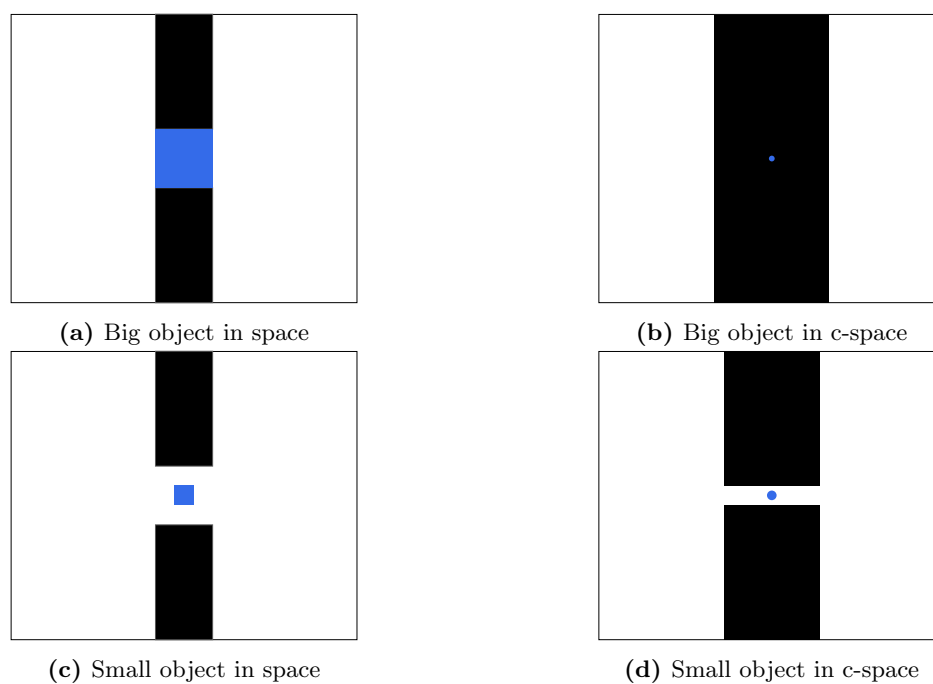 (a) Big object in space
(b) Big object in c-space
(c) Small object in space
(d) Small object in c-space